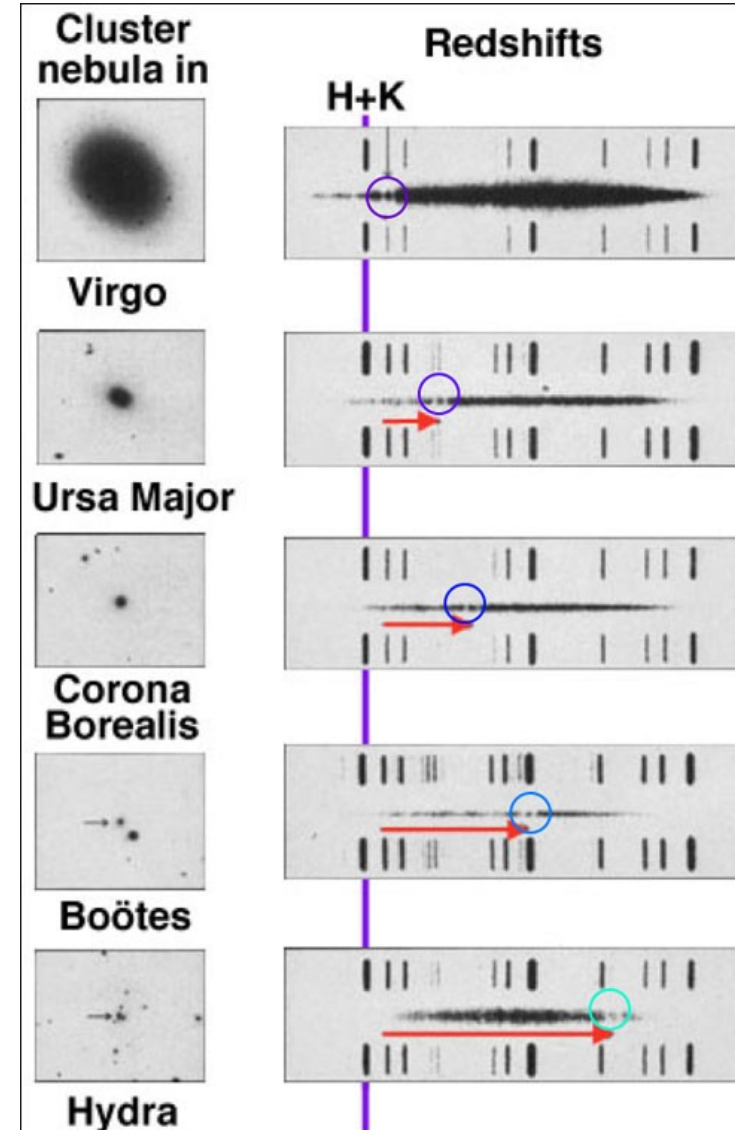 Cluster
nebula in
Redshifts
H+K
Virgo
Ursa Major
Corona
Borealis
Boötes
Hydra